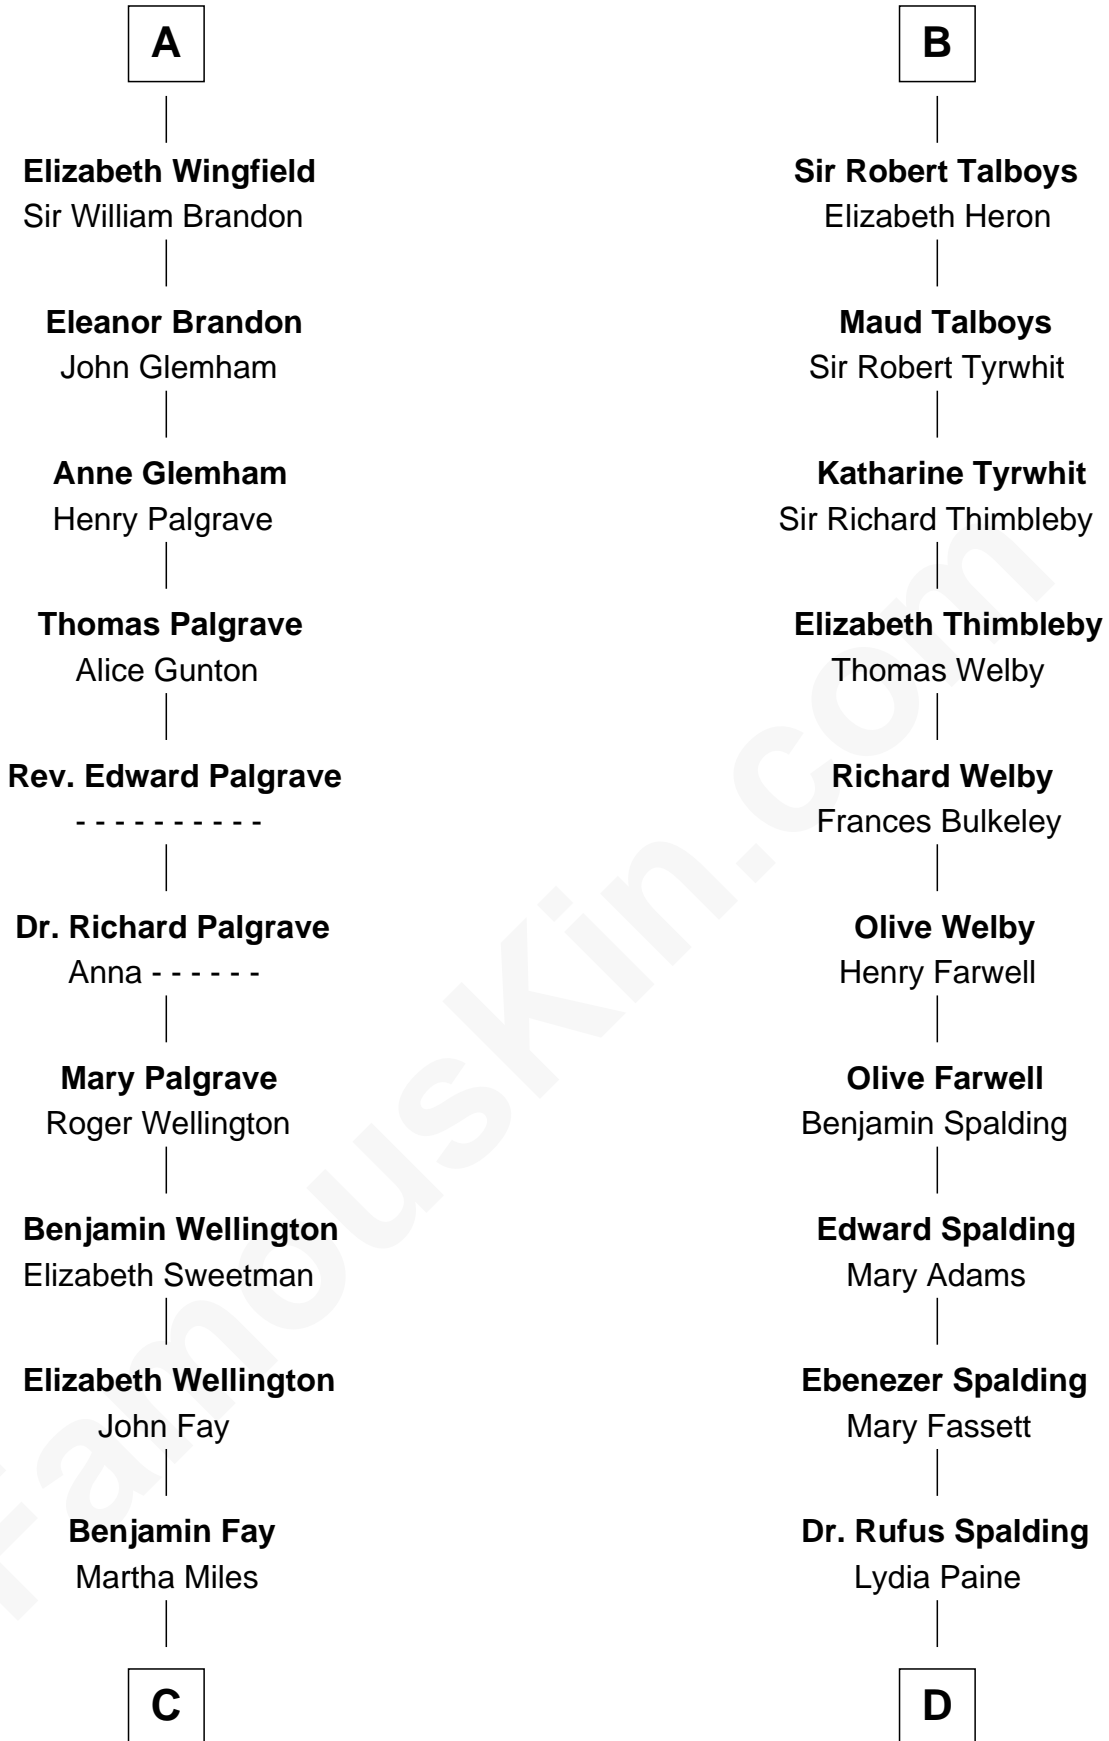 A
Elizabeth Wingfield
Sir William Brandon
Eleanor Brandon
John Glemham
Anne Glemham
Henry Palgrave
Thomas Palgrave
Alice Gunton
Rev. Edward Palgrave
- - - - - - - - - -
Dr. Richard Palgrave
Anna - - - - - -
Mary Palgrave
Roger Wellington
Benjamin Wellington
Elizabeth Sweetman
Elizabeth Wellington
John Fay
Benjamin Fay
Martha Miles
C
B
Sir Robert Talboys
Elizabeth Heron
Maud Talboys
Sir Robert Tyrwhit
Katharine Tyrwhit
Sir Richard Thimbleby
Elizabeth Thimbleby
Thomas Welby
Richard Welby
Frances Bulkeley
Olive Welby
Henry Farwell
Olive Farwell
Benjamin Spalding
Edward Spalding
Mary Adams
Ebenezer Spalding
Mary Fassett
Dr. Rufus Spalding
Lydia Paine
D
FamousKin.com